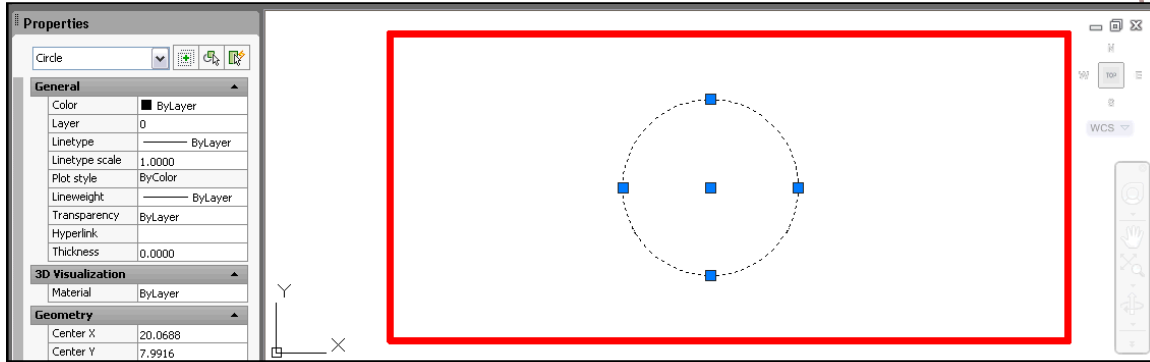 Properties
Circle
General
Color ByLayer
Layer 0
Linetype ByLayer
Linetype scale 1.0000
Plot style ByColor
Lineweight ByLayer
Transparency ByLayer
Hyperlink
Thickness 0.0000
3D Visualization
Material ByLayer
Geometry
Center X 20.0688
Center Y 7.9916
Y
X
TOP
WCS